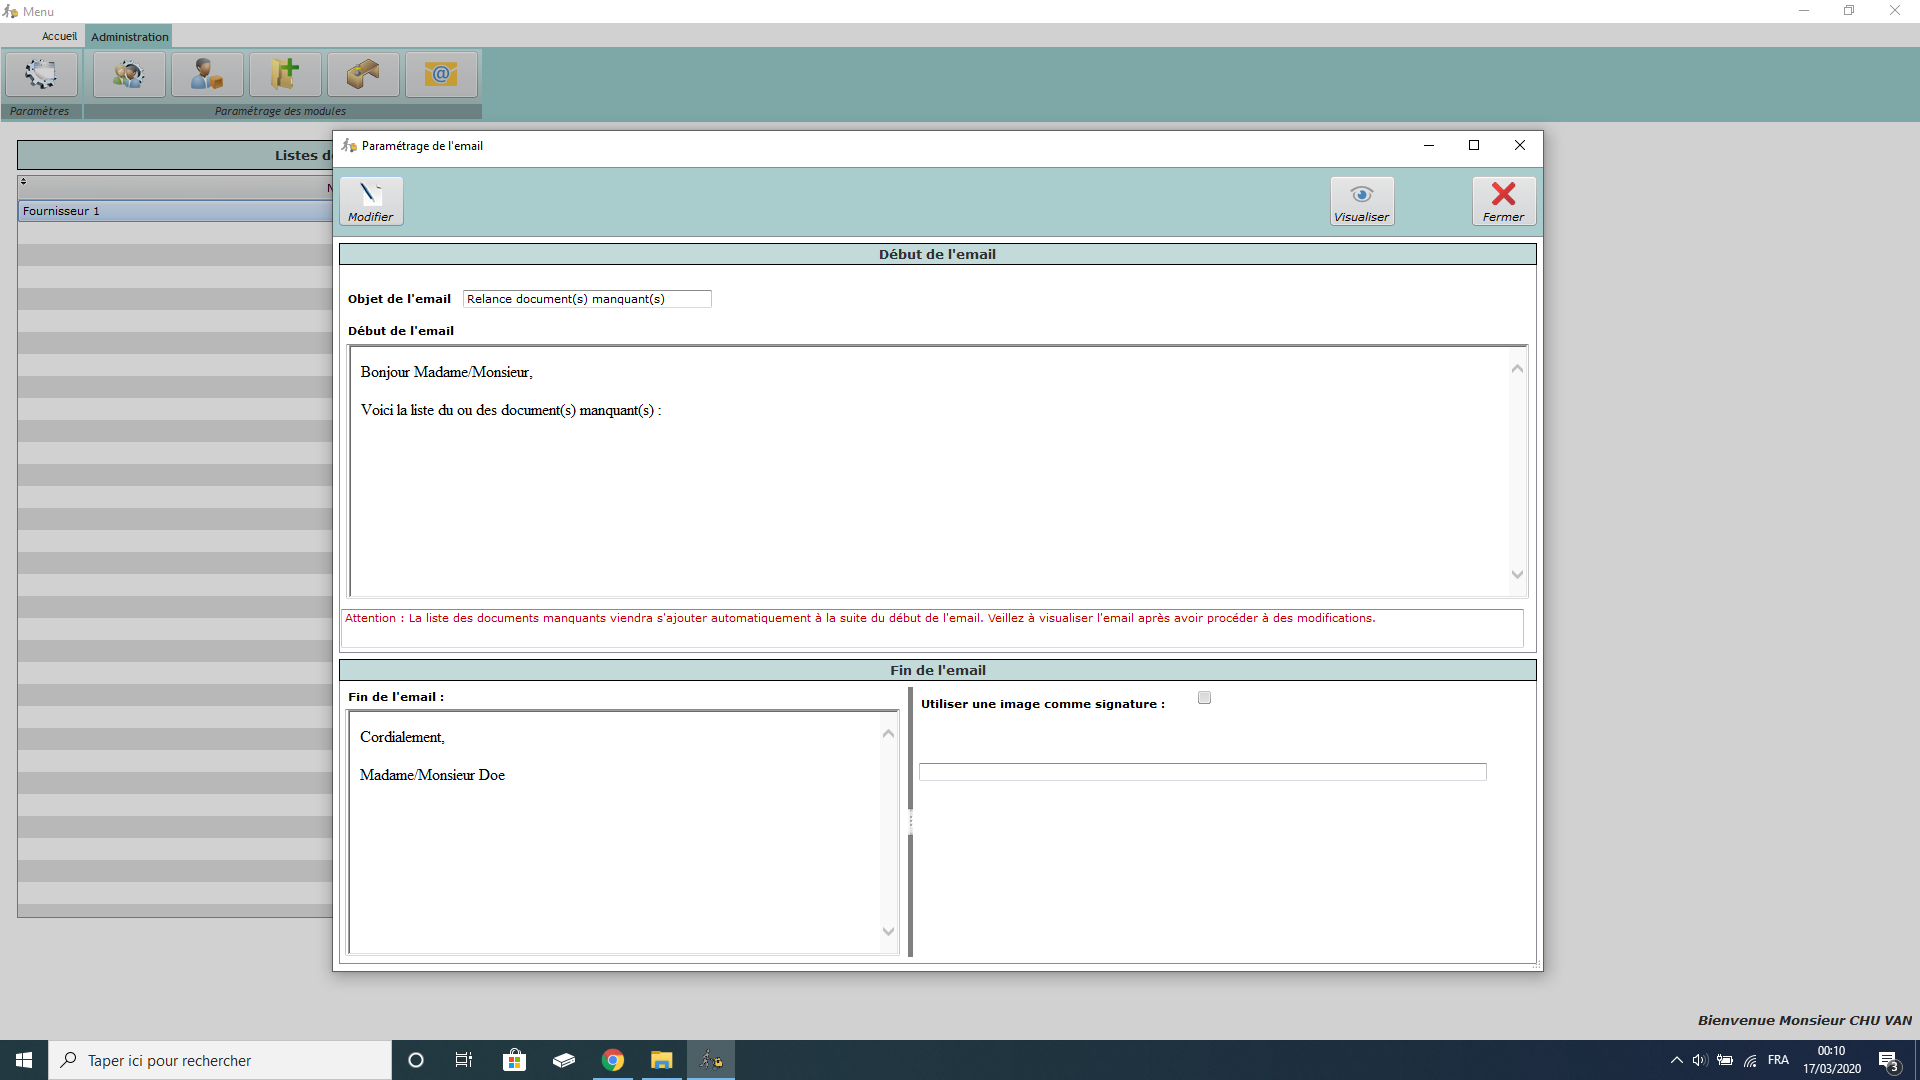 Menu
Accueil
Administration
Paramètres
Paramétrage des modules
Listes d
N
Fournisseur 1
Paramétrage de l'email
Modifier
Visualiser
Fermer
Début de l'email
Objet de l'email
Relance document(s) manquant(s)
Début de l'email
Bonjour Madame/Monsieur,
Voici la liste du ou des document(s) manquant(s) :
Attention : La liste des documents manquants viendra s'ajouter automatiquement à la suite du début de l'email. Veillez à visualiser l'email après avoir procéder à des modifications.
Fin de l'email
Fin de l'email :
Utiliser une image comme signature :
Cordialement,
Madame/Monsieur Doe
Bienvenue Monsieur CHU VAN
Taper ici pour rechercher
FRA
00:10
17/03/2020
3